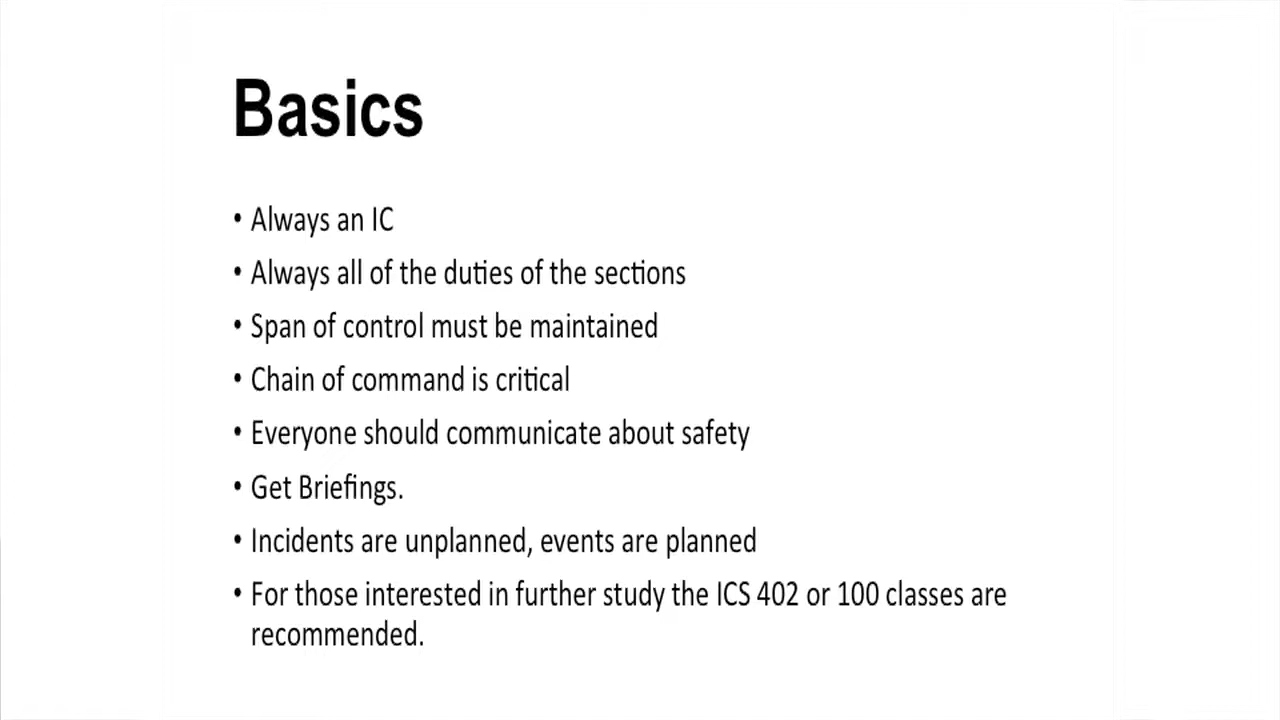 Basics
• Always an IC
• Always all of the duties of the sections
• Span of control must be maintained
• Chain of command is critical
• Everyone should communicate about safety
• Get Briefings.
• Incidents are unplanned, events are planned
• For those interested in further study the ICS 402 or 100 classes are
recommended.